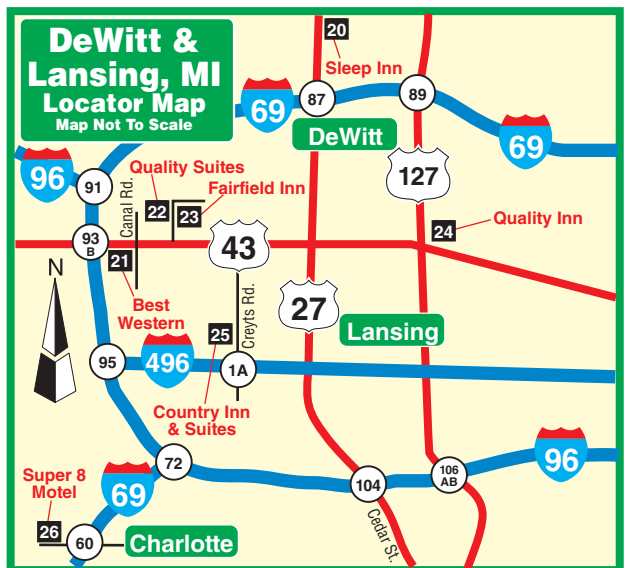 DeWitt &
Lansing, MI
Locator Map
Map Not To Scale
20
Sleep Inn
69
87
89
DeWitt
69
96
91
Quality Suites
Fairfield Inn
22
23
Canal Rd.
127
93
B
43
24
Quality Inn
21
N
Best
Western
27
Creyts Rd.
25
Lansing
95
496
1A
Country Inn
& Suites
72
96
Super 8
Motel
69
104
106
AB
26
60
Charlotte
Cedar St.